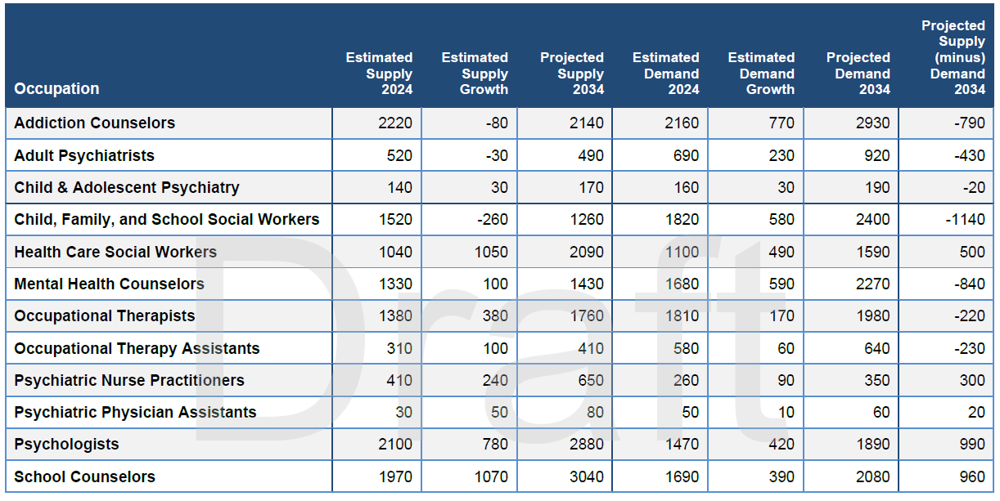 Occupation Estimated Supply 2024 Estimated Supply Growth Projected Supply 2034 Estimated Demand 2024 Estimated Demand Growth Projected Demand 2034 Projected Supply (minus) Demand 2034
Addiction Counselors 2220 -80 2140 2160 770 2930 -790
Adult Psychiatrists 520 -30 490 690 230 920 -430
Child & Adolescent Psychiatry 140 30 170 160 30 190 -20
Child, Family, and School Social Workers 1520 -260 1260 1820 580 2400 -1140
Health Care Social Workers 1040 1050 2090 1100 490 1590 500
Mental Health Counselors 1330 100 1430 1680 590 2270 -840
Occupational Therapists 1380 380 1760 1810 170 1980 -220
Occupational Therapy Assistants 310 100 410 580 60 640 -230
Psychiatric Nurse Practitioners 410 240 650 260 90 350 300
Psychiatric Physician Assistants 30 50 80 50 10 60 20
Psychologists 2100 780 2880 1470 420 1890 990
School Counselors 1970 1070 3040 1690 390 2080 960
Draft